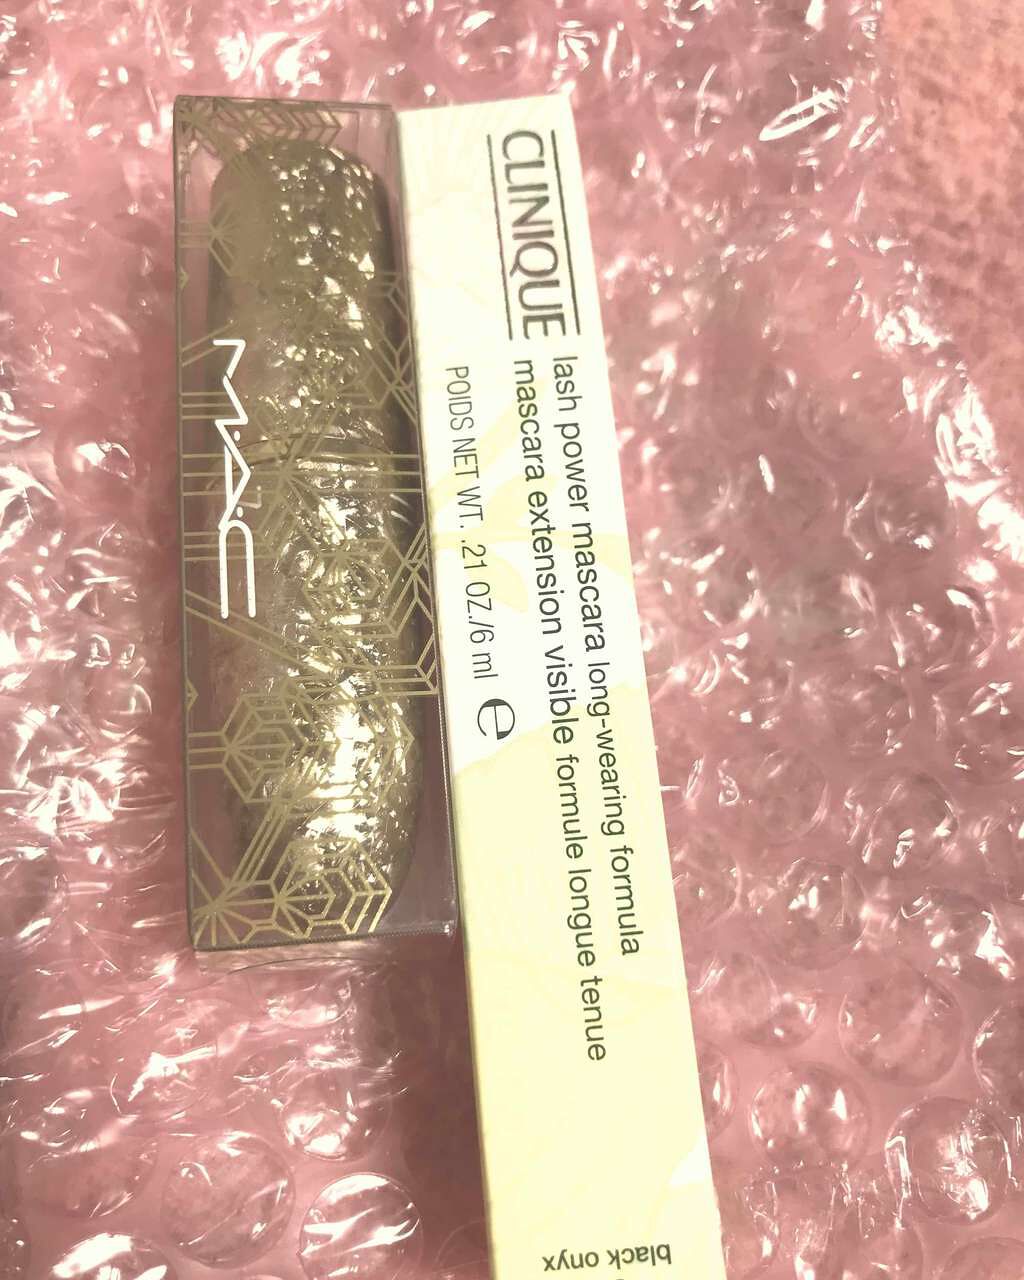 M·A·C
CLINIQUE
lash power mascara long-wearing formula
mascara extension visible formule longue tenue
POIDS NET WT. .21 OZ./6 ml e
black onyx